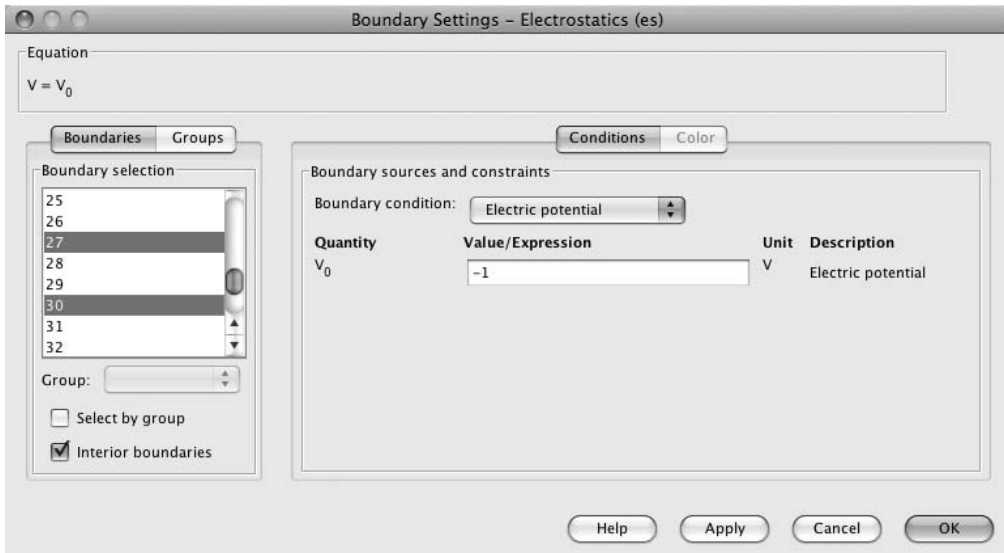 Boundary Settings – Electrostatics (es)
Equation
V = V0
Boundaries Groups
Conditions Color
Boundary selection
25
26
27
28
29
30
31
32
Group:
Select by group
Interior boundaries
Boundary sources and constraints
Boundary condition: Electric potential
Quantity Value/Expression Unit Description
V0 -1 V Electric potential
Help Apply Cancel OK